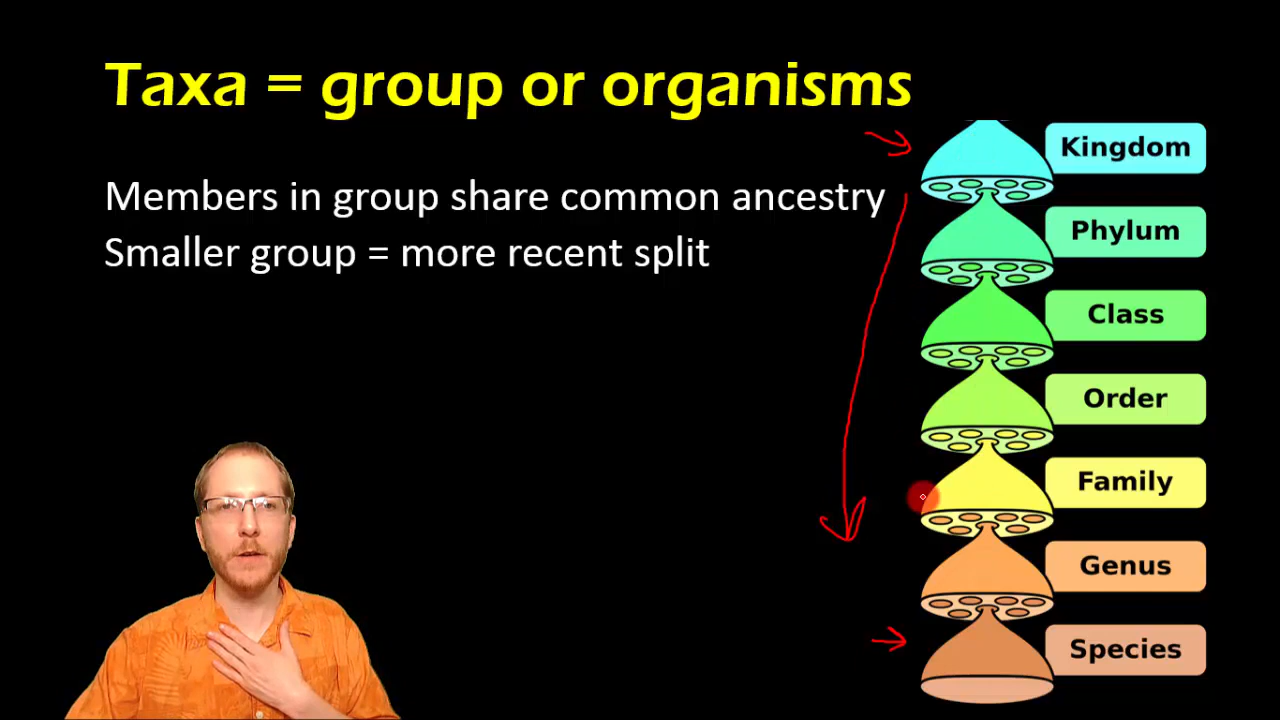 Taxa = group or organisms
Members in group share common ancestry
Smaller group = more recent split
Kingdom
Phylum
Class
Order
Family
Genus
Species